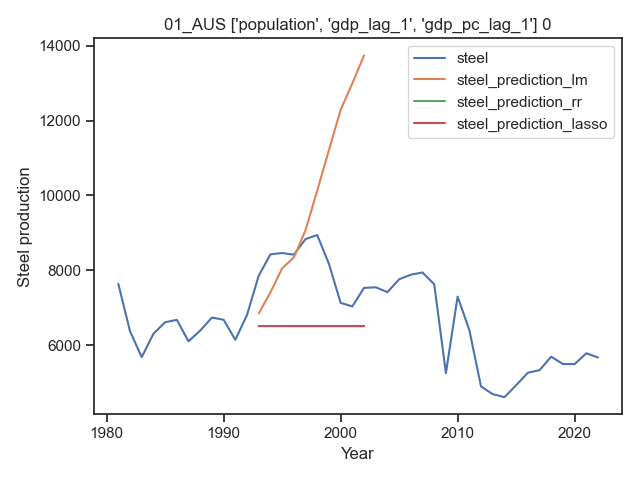 01_AUS ['population', 'gdp_lag_1', 'gdp_pc_lag_1'] 0
14000
12000
10000
8000
6000
Steel production
steel
steel_prediction_lm
steel_prediction_rr
steel_prediction_lasso
1980
1990
2000
2010
2020
Year